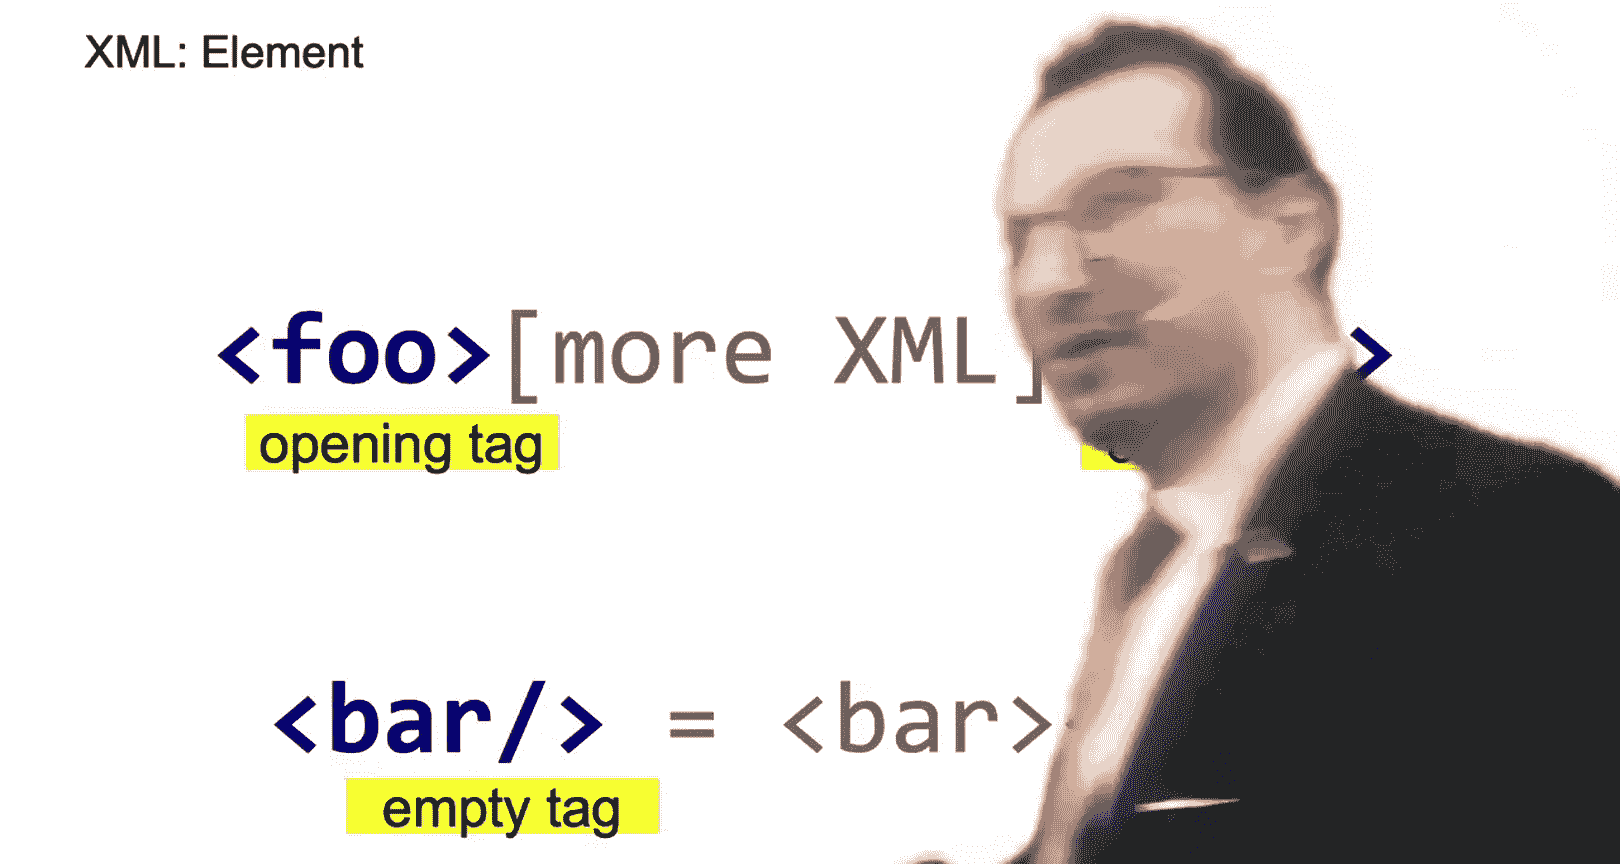 XML: Element
<foo>[more XML]>
opening tag
<bar/> = <bar>
empty tag